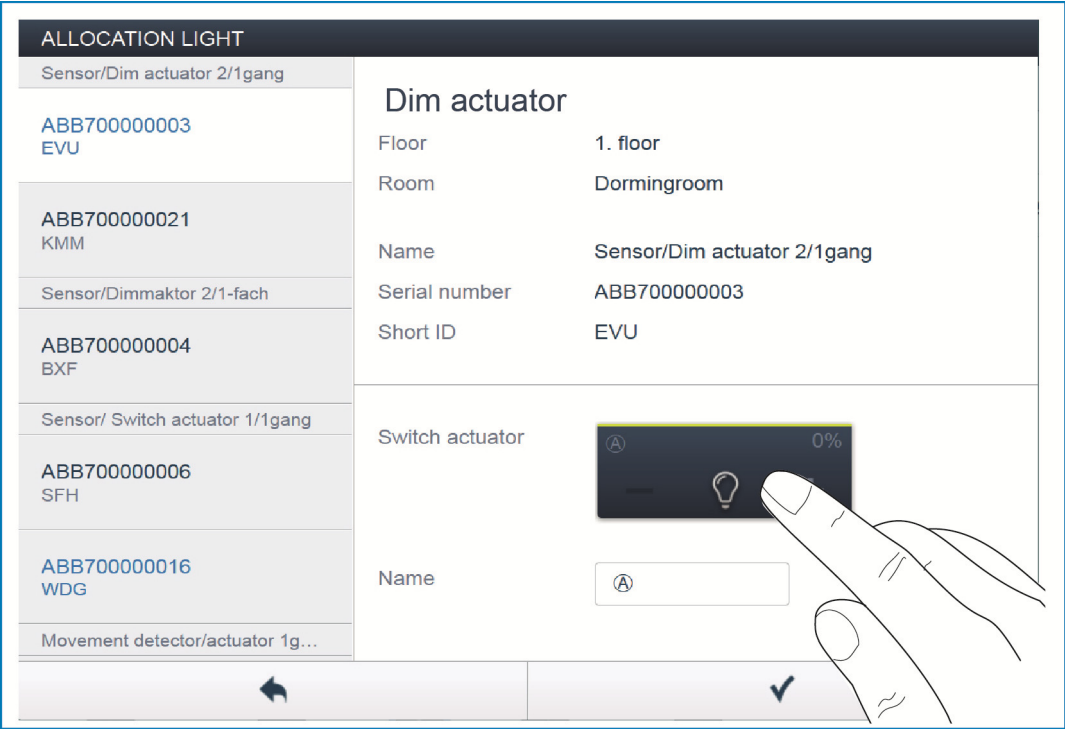 ALLOCATION LIGHT
Sensor/Dim actuator 2/1gang
ABB700000003
EVU
ABB700000021
KMM
Sensor/Dimmaktor 2/1-fach
ABB700000004
BXF
Sensor/ Switch actuator 1/1gang
ABB700000006
SFH
ABB700000016
WDG
Movement detector/actuator 1g...
Dim actuator
Floor 1. floor
Room Dormingroom
Name Sensor/Dim actuator 2/1gang
Serial number ABB700000003
Short ID EVU
Switch actuator Ⓐ 0%
Name Ⓐ